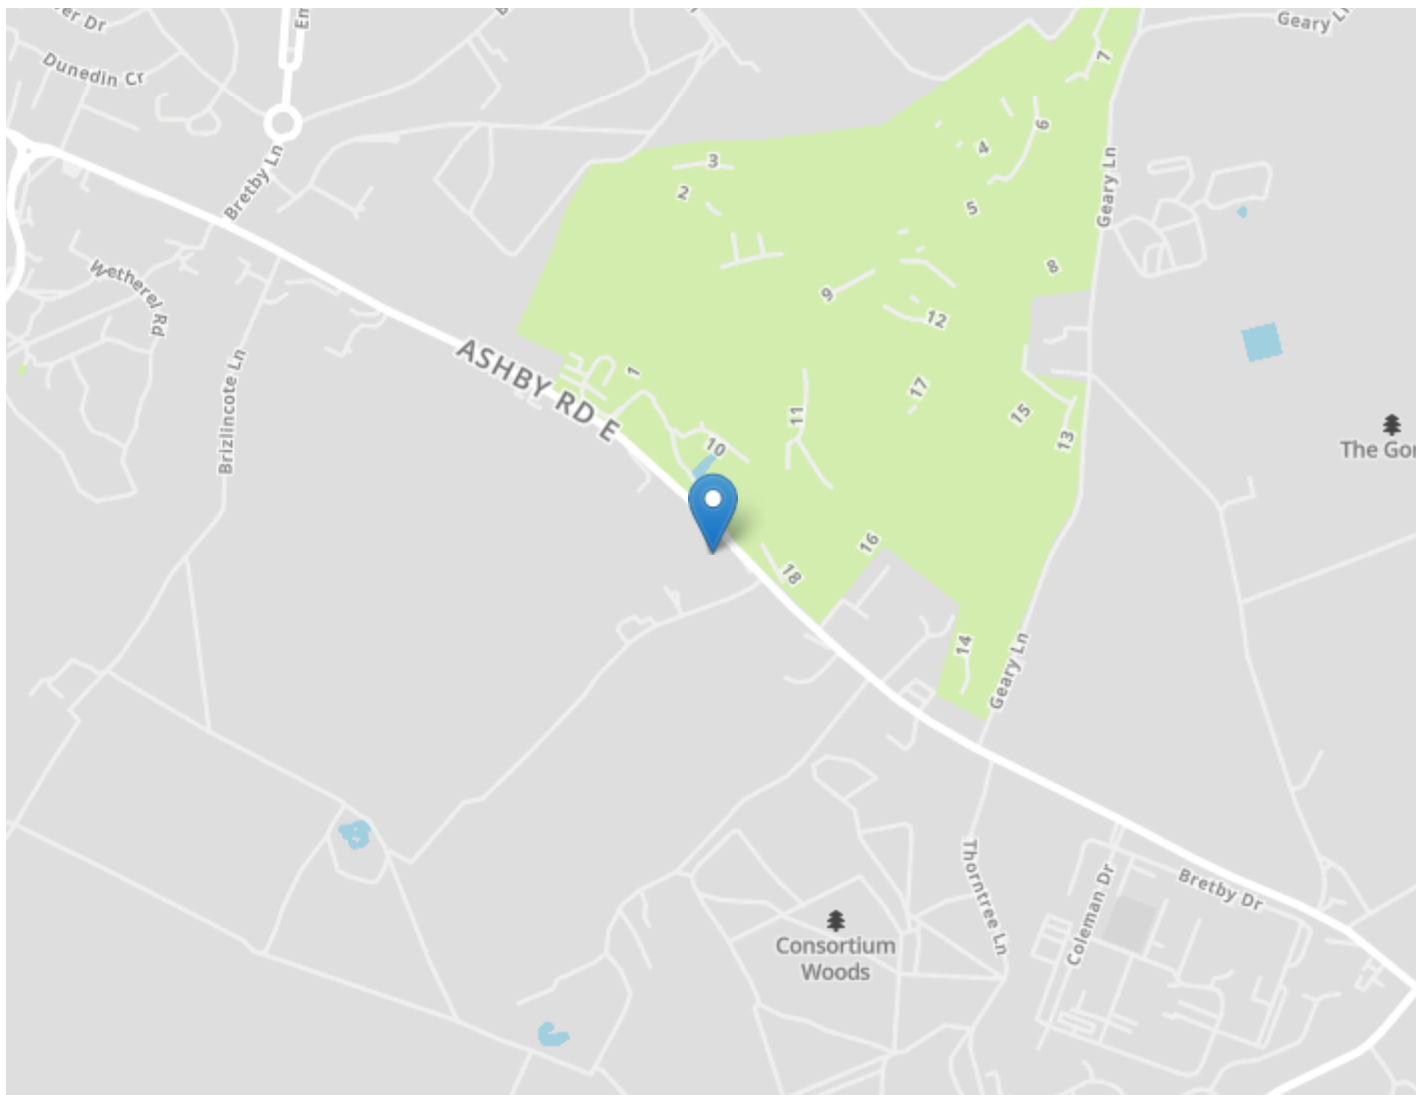 Dunedin Cr
Geary
7
6
4
3
Bretby Ln
Geary Ln
2
5
8
Wetherel Rd
9
12
ASHBY RD E
1
17
Brizlincote Ln
11
15
13
10
The Gor
16
18
14
Geary Ln
Thorntree Ln
Coleman Dr
Bretby Dr
Consortium
Woods